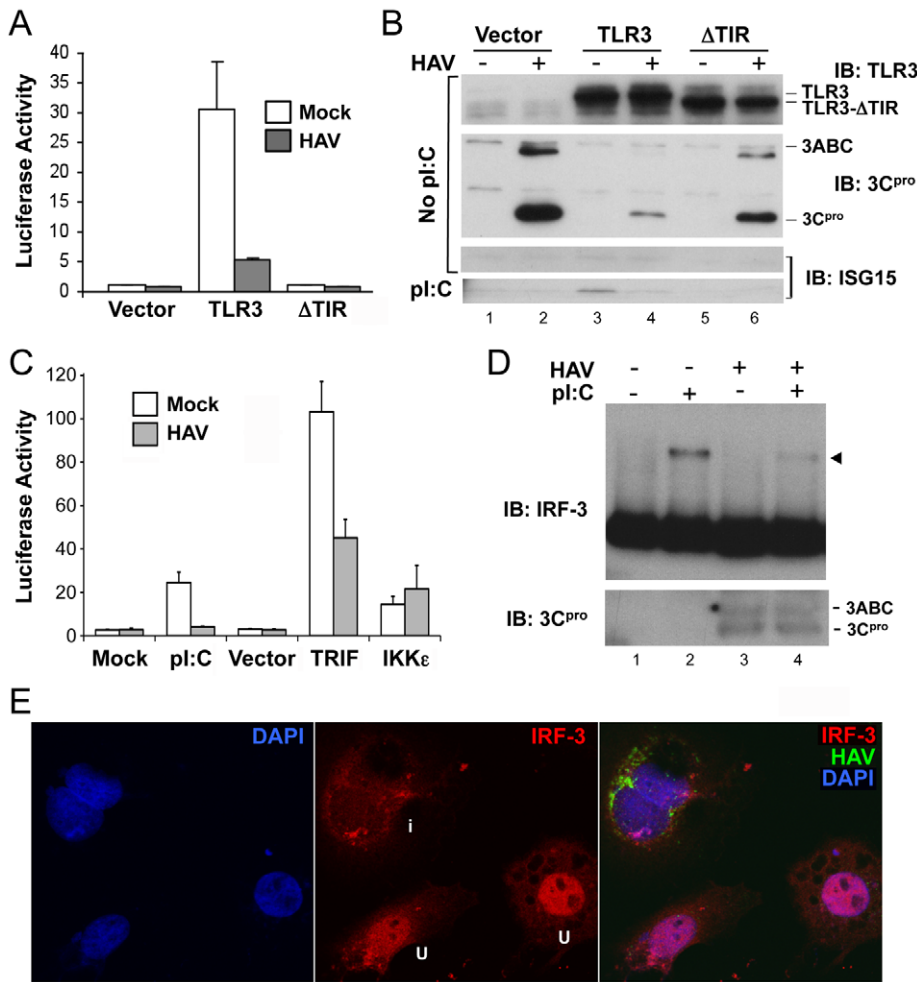 A
Luciferase Activity
40
35
30
25
20
15
10
5
0
Mock
HAV
Vector TLR3 ΔTIR
B
Vector TLR3 ΔTIR
HAV - + - + - + IB: TLR3
TLR3
TLR3-ΔTIR
No pI:C
3ABC
IB: 3Cpro
3Cpro
IB: ISG15
pI:C
1 2 3 4 5 6
C
Luciferase Activity
120
100
80
60
40
20
0
Mock
HAV
Mock pI:C Vector TRIF IKKε
D
HAV - - + +
pI:C - + - +
IB: IRF-3
IB: 3Cpro
3ABC
3Cpro
1 2 3 4
E
DAPI
IRF-3
i
U
U
IRF-3
HAV
DAPI